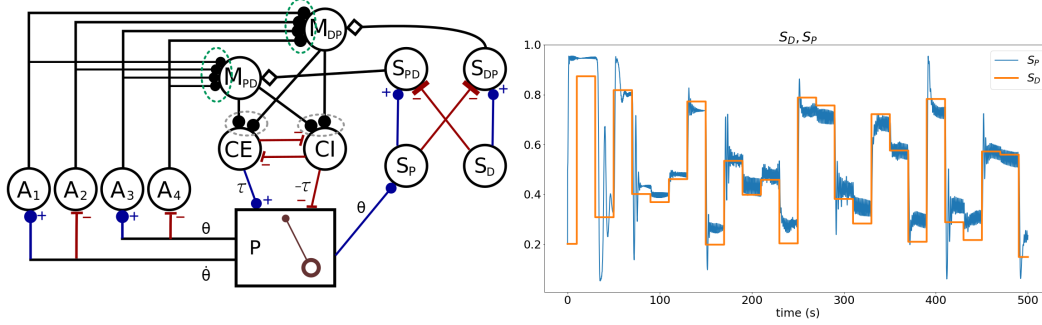 M_DP
M_PD
S_PD
S_DP
+
−
−
+
CE
CI
−
−
S_P
S_D
A_1
A_2
A_3
A_4
τ
-τ
+
−
θ
+
−
+
−
θ
P
θ̇
S_D, S_P
S_P
S_D
1.0
0.8
0.6
0.4
0.2
0
100
200
300
400
500
time (s)